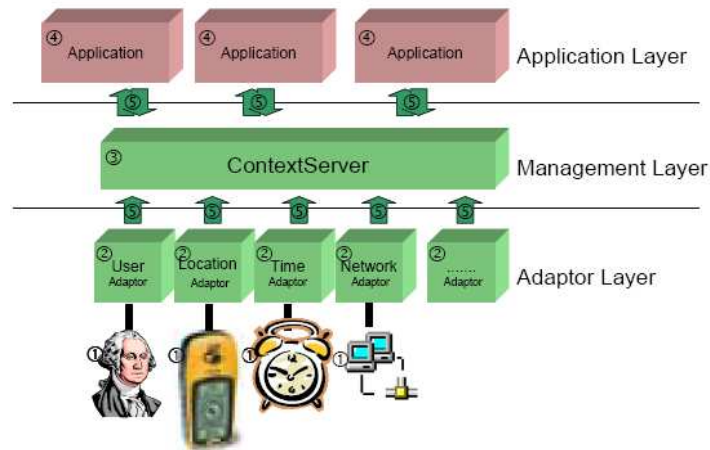 ④ ④ ④
Application Application Application
Application Layer
⑤ ⑤ ⑤
③
ContextServer
Management Layer
⑤ ⑤ ⑤ ⑤ ⑤
② ② ② ② ②
User Location Time Network .......
Adaptor Adaptor Adaptor Adaptor Adaptor
Adaptor Layer
① ① ① ①